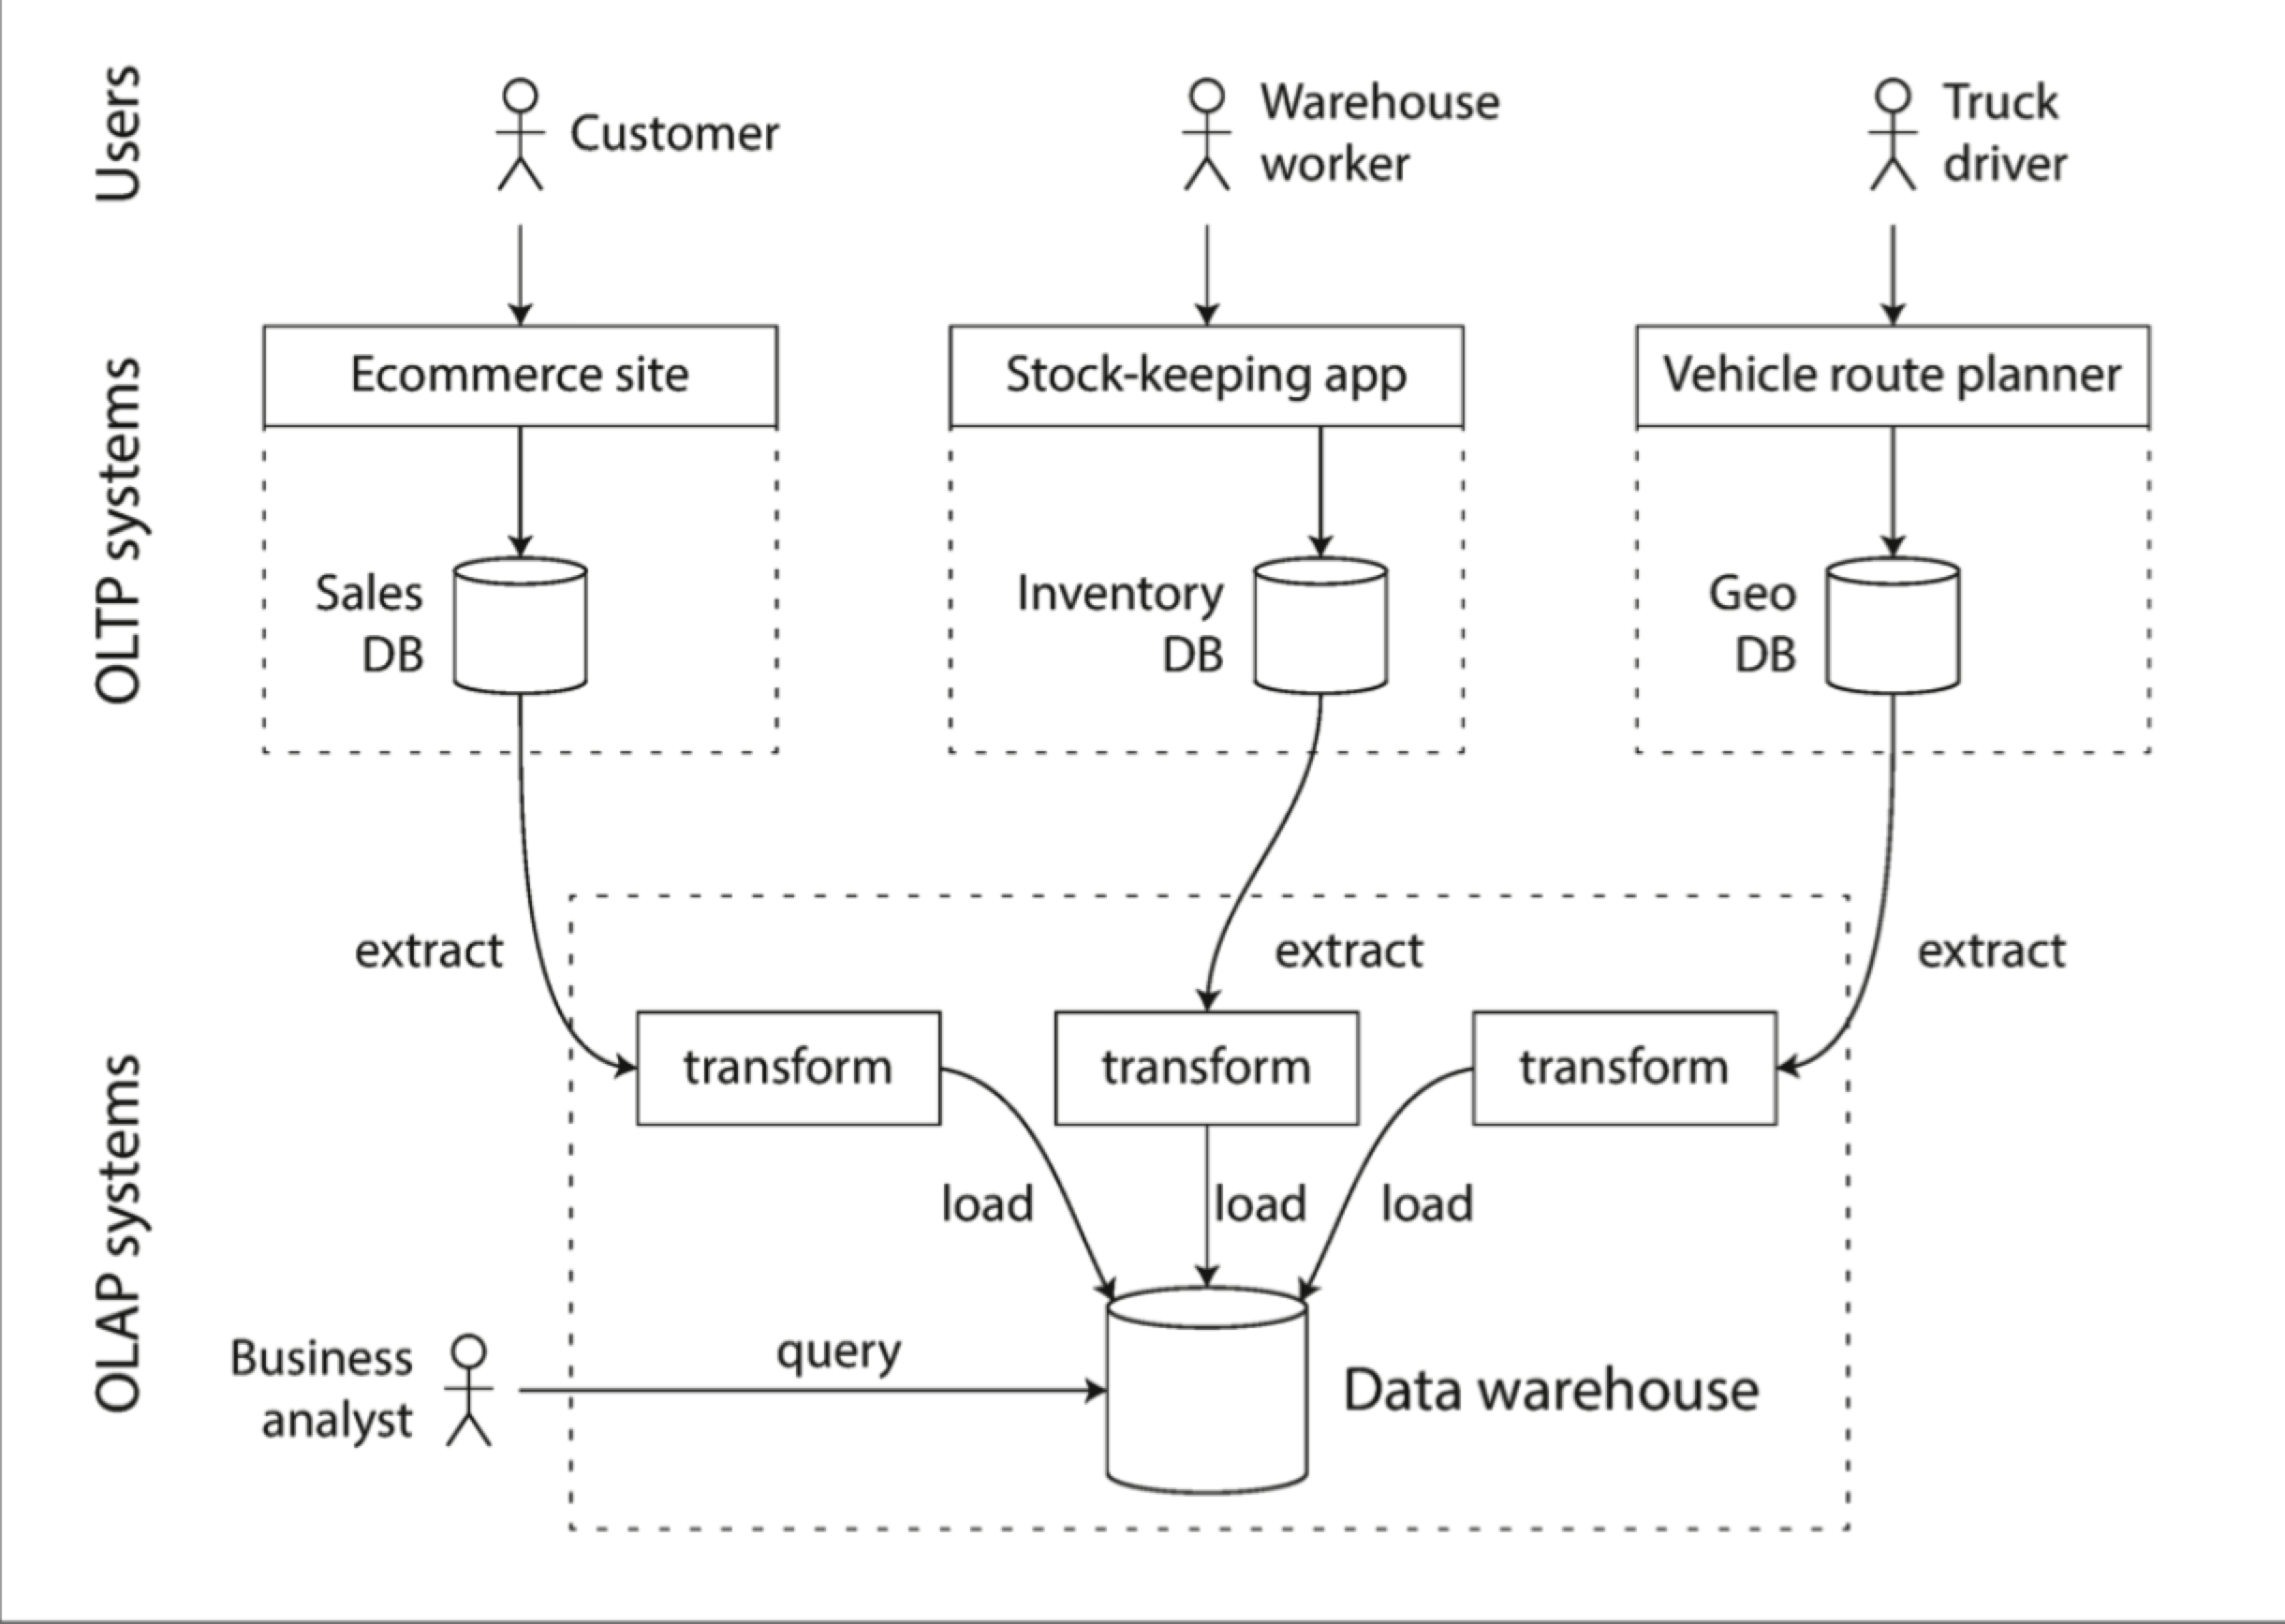 Users
Customer
Warehouse
worker
Truck
driver
OLTP systems
Ecommerce site
Stock-keeping app
Vehicle route planner
Sales
DB
Inventory
DB
Geo
DB
OLAP systems
extract
extract
extract
transform
transform
transform
load
load
load
Business
analyst
query
Data warehouse